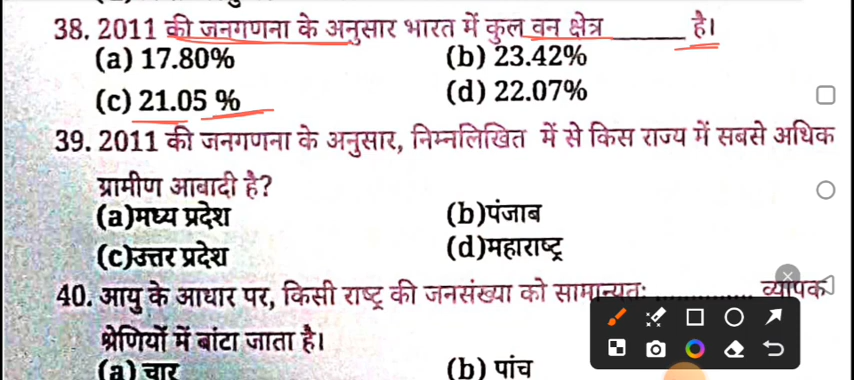 38. 2011 की जनगणना के अनुसार भारत में कुल वन क्षेत्र ______ है।
(a) 17.80% (b) 23.42%
(c) 21.05 % (d) 22.07%
39. 2011 की जनगणना के अनुसार, निम्नलिखित में से किस राज्य में सबसे अधिक
ग्रामीण आबादी है?
(a)मध्य प्रदेश (b)पंजाब
(c)उत्तर प्रदेश (d)महाराष्ट्र
40. आयु के आधार पर, किसी राष्ट्र की जनसंख्या को सामान्यतः .............. व्यापक
श्रेणियों में बांटा जाता है।
(a) चार (b) पांच